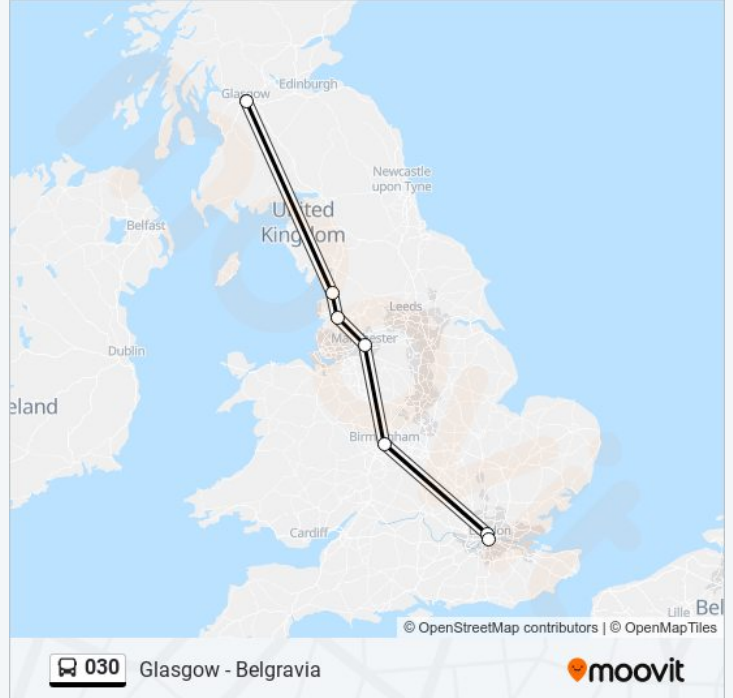 Edinburgh
Glasgow
Newcastle
upon Tyne
United
Kingdom
Belfast
Leeds
Manchester
Dublin
eland
Birmingham
London
Cardiff
Lille
Bel
© OpenStreetMap contributors | © OpenMapTiles
030
Glasgow - Belgravia
moovit